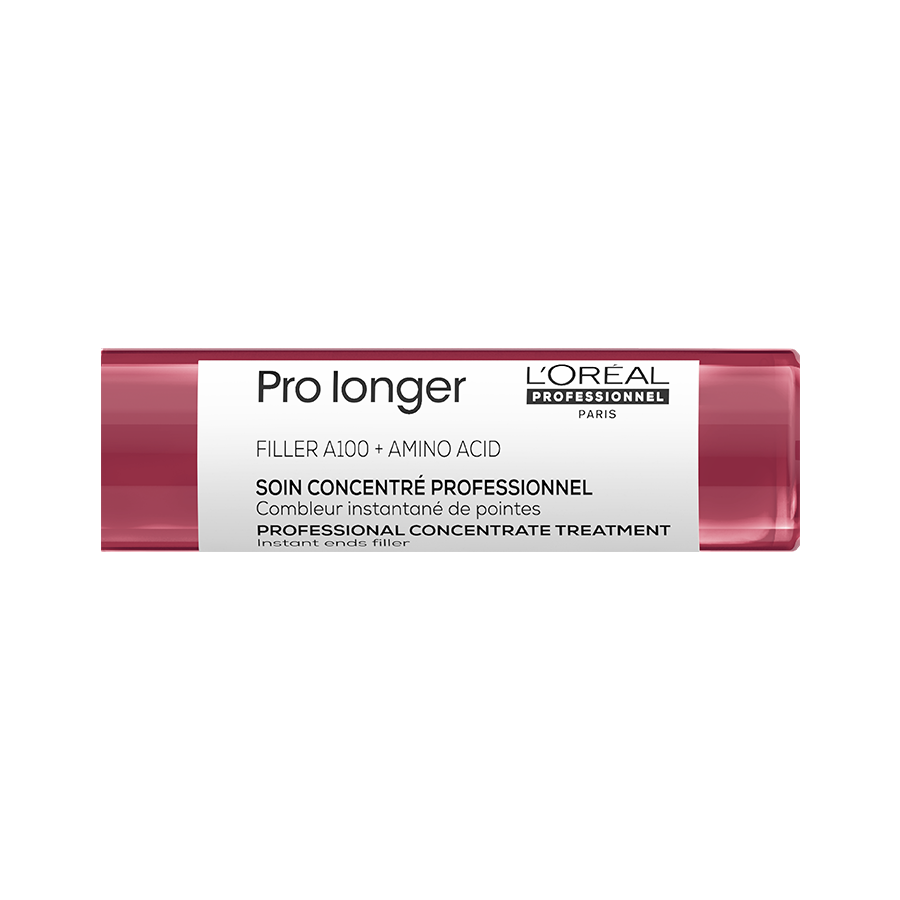 Pro longer
L'ORÉAL
PROFESSIONNEL
PARIS
FILLER A100 + AMINO ACID
SOIN CONCENTRÉ PROFESSIONNEL
Combleur instantané de pointes
PROFESSIONAL CONCENTRATE TREATMENT
Instant ends filler